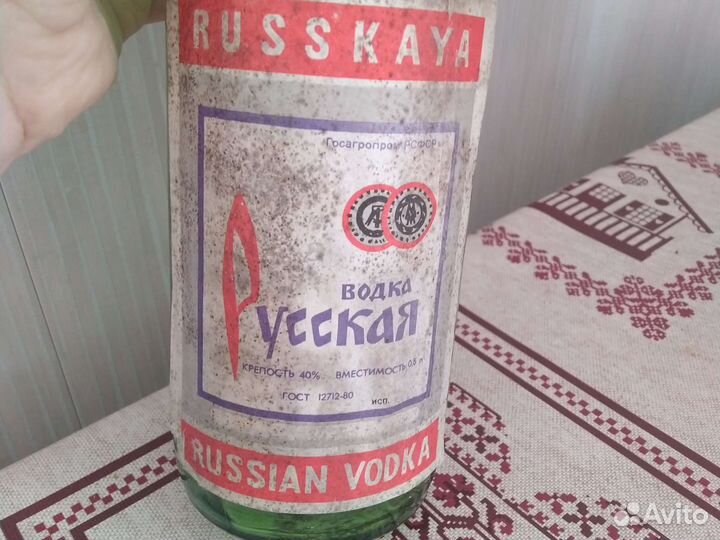 RUSSKAYA
Госагропром РСФСР
ВОДКА
Русская
КРЕПОСТЬ 40% ВМЕСТИМОСТЬ 0,5 л
ГОСТ 12712-80 исп.
RUSSIAN VODKA
Avito